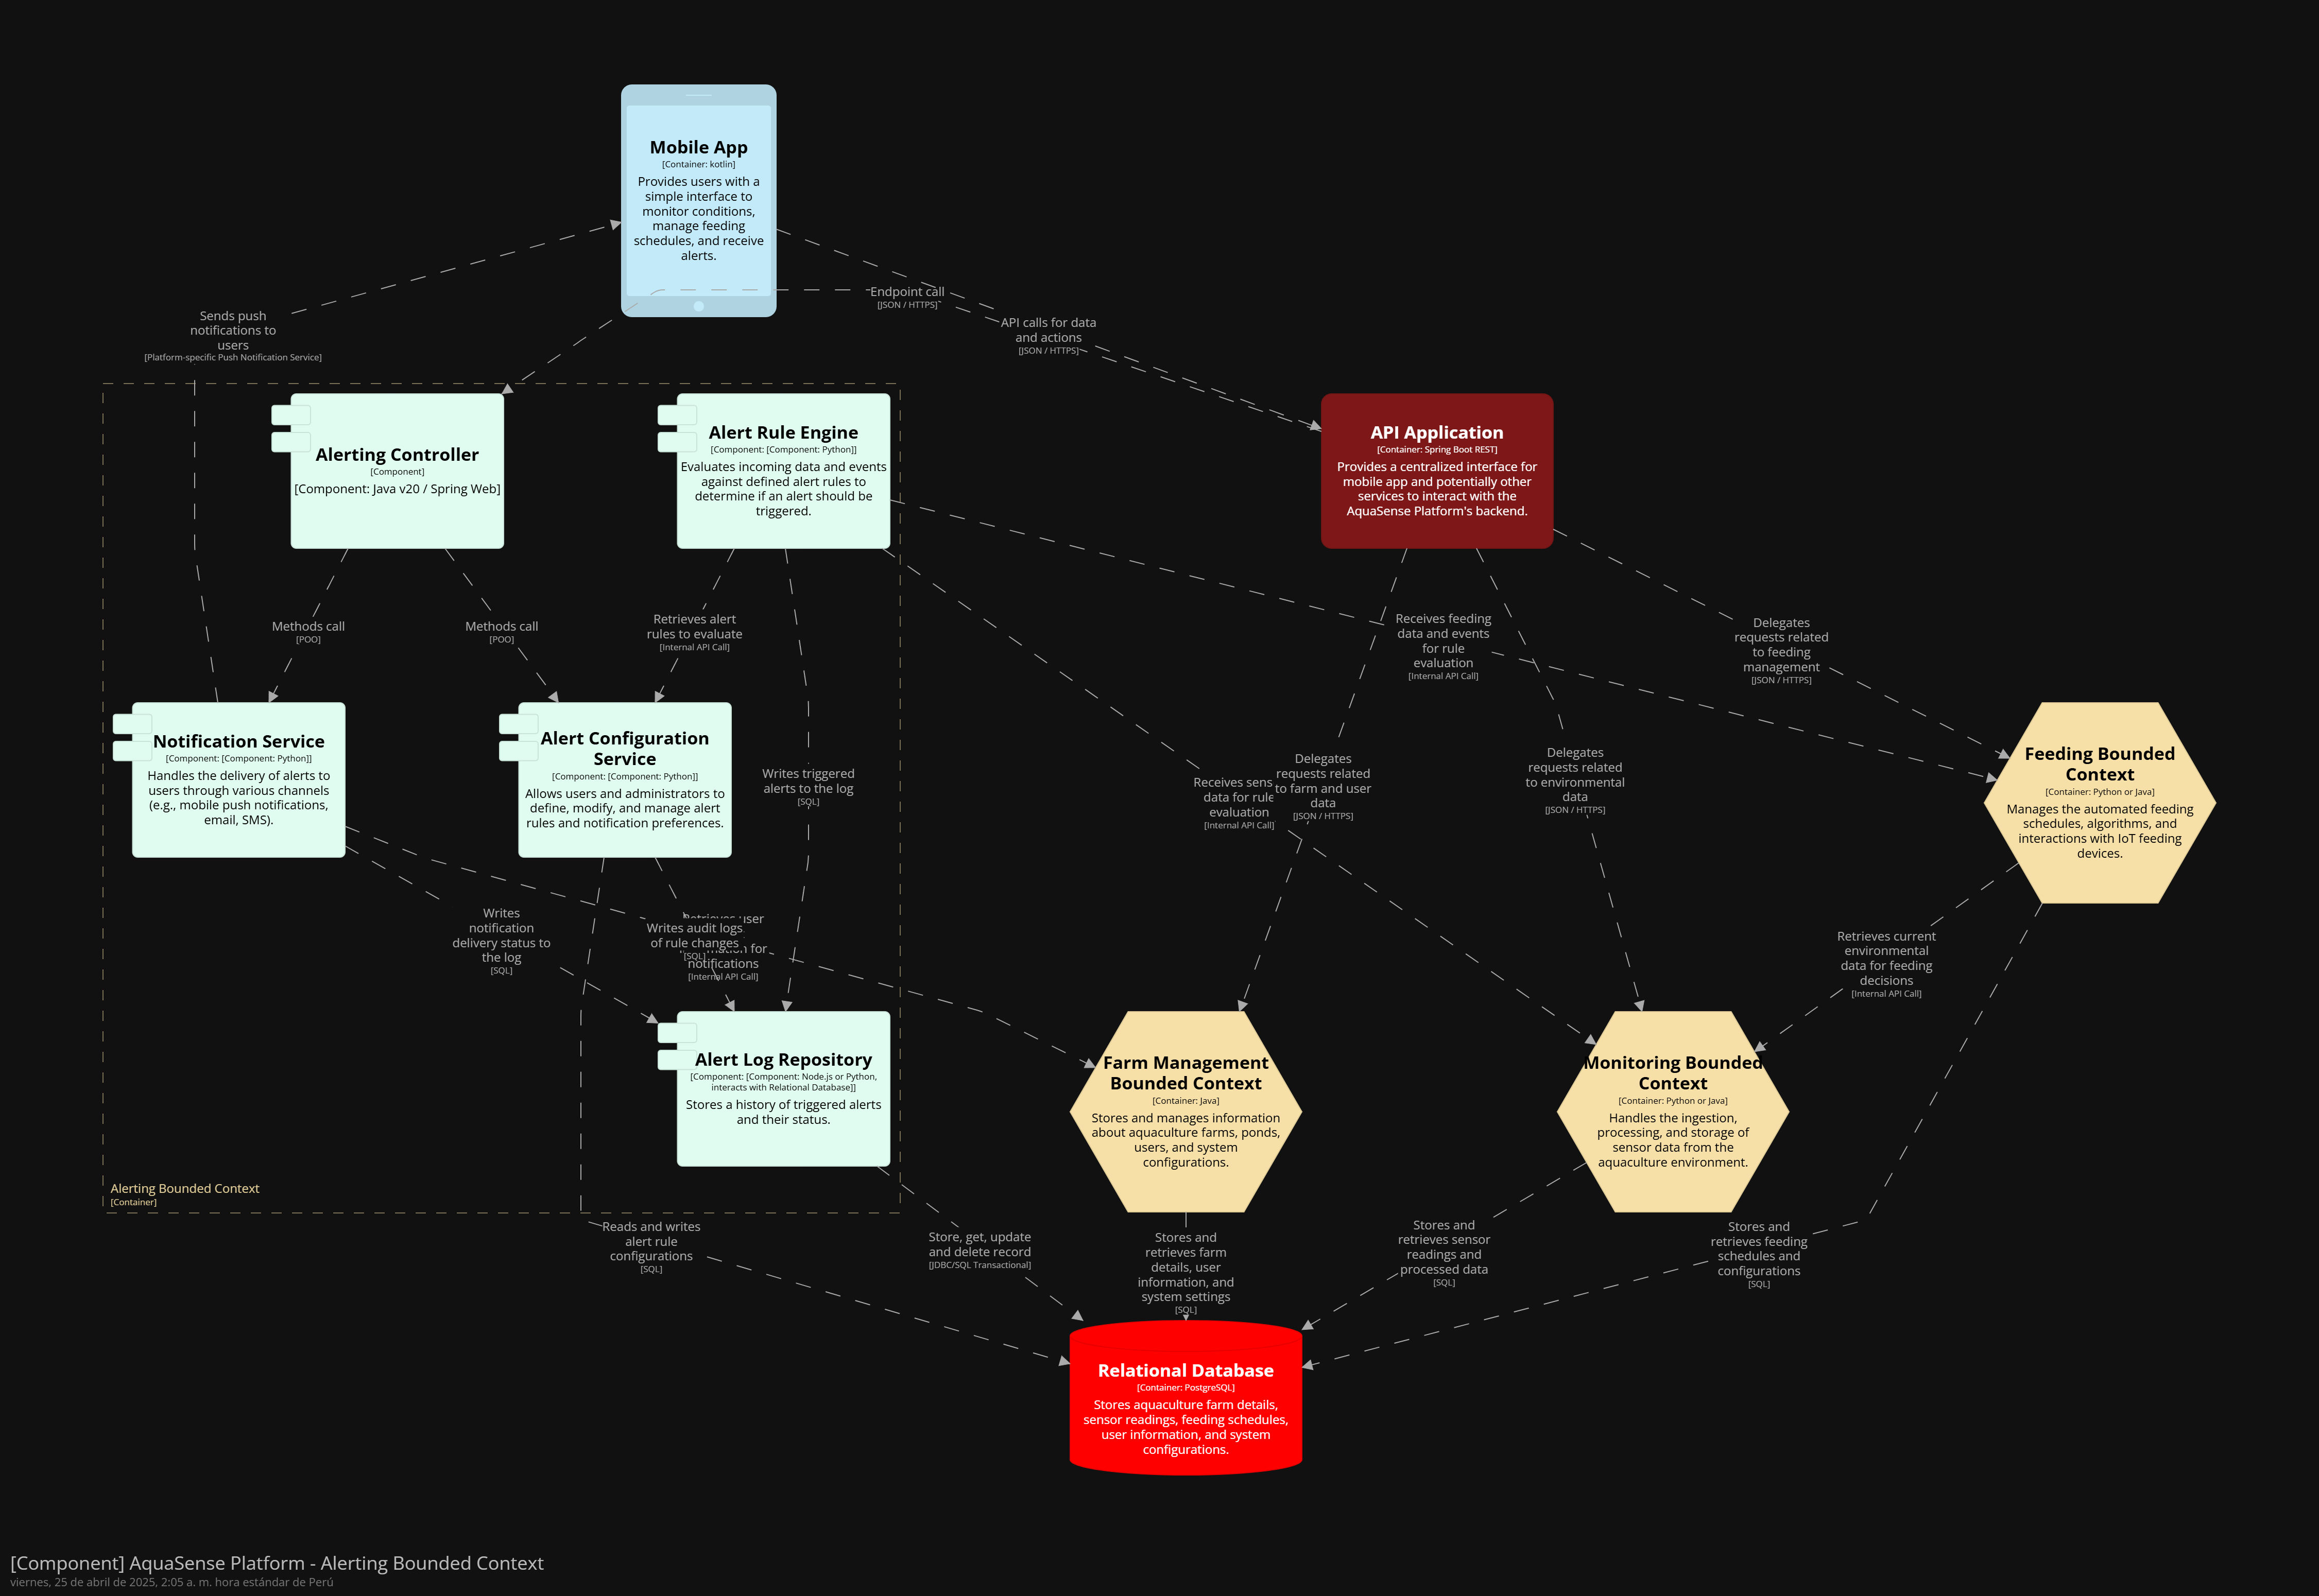 Mobile App
[Container: kotlin]
Provides users with a
simple interface to
monitor conditions,
manage feeding
schedules, and receive
alerts.
Endpoint call
[JSON / HTTPS]
API calls for data
and actions
[JSON / HTTPS]
Sends push
notifications to
users
[Platform-specific Push Notification Service]
Alerting Controller
[Component]
[Component: Java v20 / Spring Web]
Alert Rule Engine
[Component: [Component: Python]]
Evaluates incoming data and events
against defined alert rules to
determine if an alert should be
triggered.
API Application
[Container: Spring Boot REST]
Provides a centralized interface for
mobile app and potentially other
services to interact with the
AquaSense Platform's backend.
Methods call
[POO]
Methods call
[POO]
Retrieves alert
rules to evaluate
[Internal API Call]
Receives feeding
data and events
for rule
evaluation
[Internal API Call]
Delegates
requests related
to feeding
management
[JSON / HTTPS]
Notification Service
[Component: [Component: Python]]
Handles the delivery of alerts to
users through various channels
(e.g., mobile push notifications,
email, SMS).
Alert Configuration
Service
[Component: [Component: Python]]
Allows users and administrators to
define, modify, and manage alert
rules and notification preferences.
Writes triggered
alerts to the log
[SQL]
Receives
data for rule
evaluation
[Internal API Call]
Delegates
requests related
to farm and user
data
[JSON / HTTPS]
Delegates
requests related
to environmental
data
[JSON / HTTPS]
Feeding Bounded
Context
[Container: Python or Java]
Manages the automated feeding
schedules, algorithms, and
interactions with IoT feeding
devices.
Writes
notification
delivery status to
the log
[SQL]
Retrieves user
Writes audit logs
of rule changes
[SQL]
for
notifications
[Internal API Call]
Retrieves current
environmental
data for feeding
decisions
[Internal API Call]
Alert Log Repository
[Component: [Component: Node.js or Python,
interacts with Relational Database]]
Stores a history of triggered alerts
and their status.
Farm Management
Bounded Context
[Container: Java]
Stores and manages information
about aquaculture farms, ponds,
users, and system
configurations.
Monitoring Bounded
Context
[Container: Python or Java]
Handles the ingestion,
processing, and storage of
sensor data from the
aquaculture environment.
Alerting Bounded Context
[Container]
Reads and writes
alert rule
configurations
[SQL]
Store, get, update
and delete record
[JDBC/SQL Transactional]
Stores and
retrieves farm
details, user
information, and
system settings
[SQL]
Stores and
retrieves sensor
readings and
processed data
[SQL]
Stores and
retrieves feeding
schedules and
configurations
[SQL]
Relational Database
[Container: PostgreSQL]
Stores aquaculture farm details,
sensor readings, feeding schedules,
user information, and system
configurations.
[Component] AquaSense Platform - Alerting Bounded Context
viernes, 25 de abril de 2025, 2:05 a. m. hora estándar de Perú